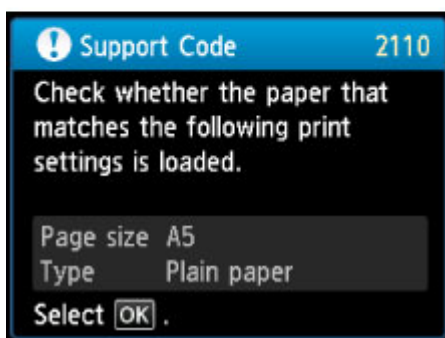 Support Code 2110
Check whether the paper that
matches the following print
settings is loaded.
Page size A5
Type Plain paper
Select OK .